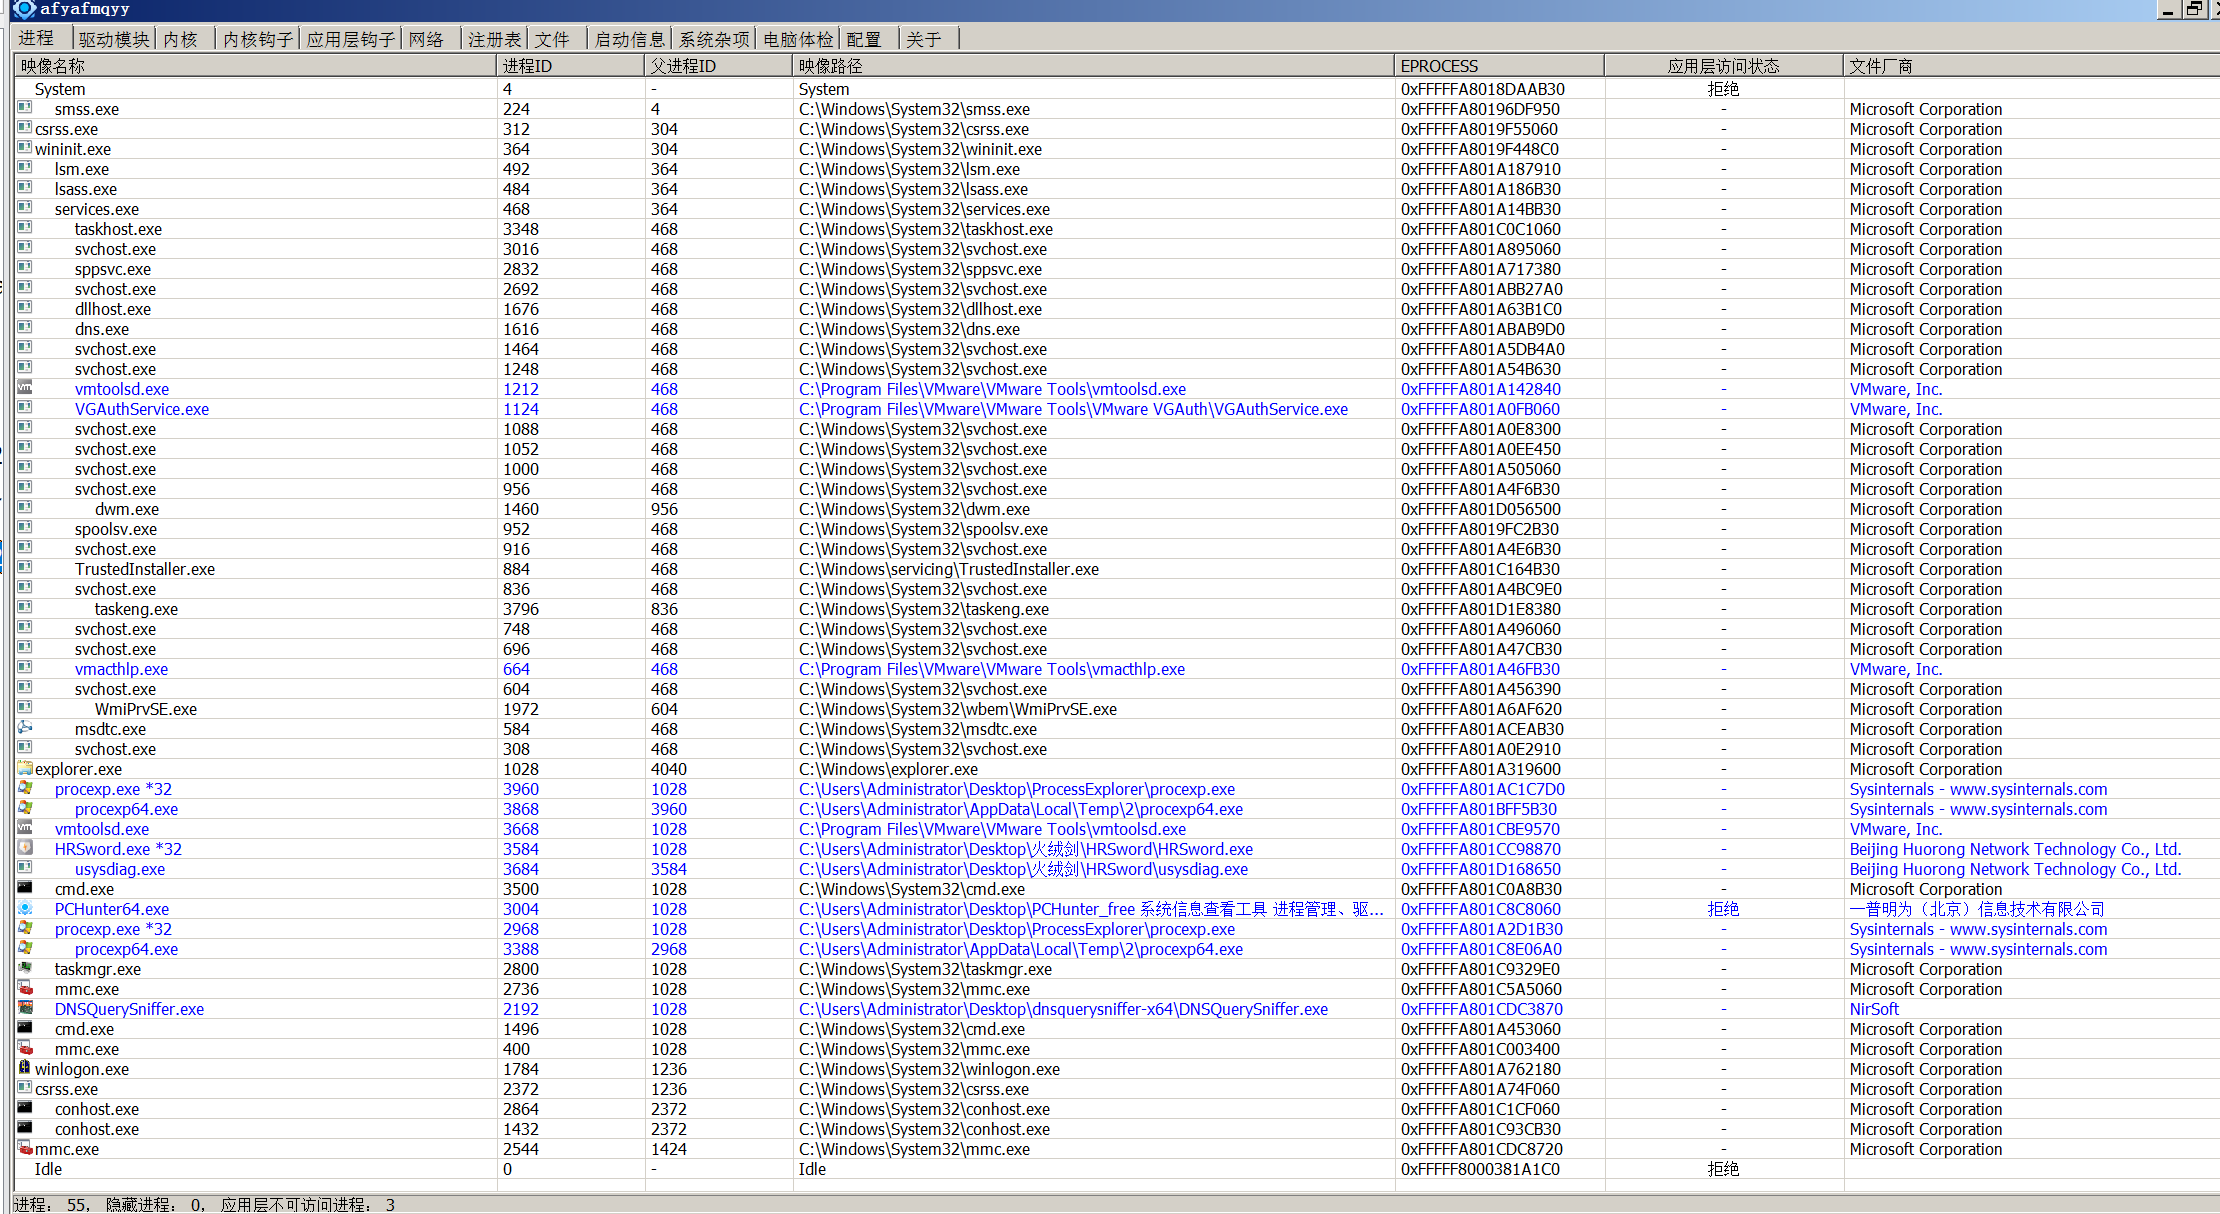 afyafmqyy
进程 驱动模块 内核 内核钩子 应用层钩子 网络 注册表 文件 启动信息 系统杂项 电脑体检 配置 关于
映像名称 进程ID 父进程ID 映像路径 EPROCESS 应用层访问状态 文件厂商
System 4 - System 0xFFFFFA8018DAAB30 拒绝
smss.exe 224 4 C:\Windows\System32\smss.exe 0xFFFFFA80196DF950 - Microsoft Corporation
csrss.exe 312 304 C:\Windows\System32\csrss.exe 0xFFFFFA8019F55060 - Microsoft Corporation
wininit.exe 364 304 C:\Windows\System32\wininit.exe 0xFFFFFA8019F448C0 - Microsoft Corporation
lsm.exe 492 364 C:\Windows\System32\lsm.exe 0xFFFFFA801A187910 - Microsoft Corporation
lsass.exe 484 364 C:\Windows\System32\lsass.exe 0xFFFFFA801A186B30 - Microsoft Corporation
services.exe 468 364 C:\Windows\System32\services.exe 0xFFFFFA801A14BB30 - Microsoft Corporation
taskhost.exe 3348 468 C:\Windows\System32\taskhost.exe 0xFFFFFA801C0C1060 - Microsoft Corporation
svchost.exe 3016 468 C:\Windows\System32\svchost.exe 0xFFFFFA801A895060 - Microsoft Corporation
sppsvc.exe 2832 468 C:\Windows\System32\sppsvc.exe 0xFFFFFA801A717380 - Microsoft Corporation
svchost.exe 2692 468 C:\Windows\System32\svchost.exe 0xFFFFFA801ABB27A0 - Microsoft Corporation
dllhost.exe 1676 468 C:\Windows\System32\dllhost.exe 0xFFFFFA801A63B1C0 - Microsoft Corporation
dns.exe 1616 468 C:\Windows\System32\dns.exe 0xFFFFFA801ABAB9D0 - Microsoft Corporation
svchost.exe 1464 468 C:\Windows\System32\svchost.exe 0xFFFFFA801A5DB4A0 - Microsoft Corporation
svchost.exe 1248 468 C:\Windows\System32\svchost.exe 0xFFFFFA801A54B630 - Microsoft Corporation
vmtoolsd.exe 1212 468 C:\Program Files\VMware\VMware Tools\vmtoolsd.exe 0xFFFFFA801A142840 - VMware, Inc.
VGAuthService.exe 1124 468 C:\Program Files\VMware\VMware Tools\VMware VGAuth\VGAuthService.exe 0xFFFFFA801A0FB060 - VMware, Inc.
svchost.exe 1088 468 C:\Windows\System32\svchost.exe 0xFFFFFA801A0E8300 - Microsoft Corporation
svchost.exe 1052 468 C:\Windows\System32\svchost.exe 0xFFFFFA801A0EE450 - Microsoft Corporation
svchost.exe 1000 468 C:\Windows\System32\svchost.exe 0xFFFFFA801A505060 - Microsoft Corporation
svchost.exe 956 468 C:\Windows\System32\svchost.exe 0xFFFFFA801A4F6B30 - Microsoft Corporation
dwm.exe 1460 956 C:\Windows\System32\dwm.exe 0xFFFFFA801D056500 - Microsoft Corporation
spoolsv.exe 952 468 C:\Windows\System32\spoolsv.exe 0xFFFFFA8019FC2B30 - Microsoft Corporation
svchost.exe 916 468 C:\Windows\System32\svchost.exe 0xFFFFFA801A4E6B30 - Microsoft Corporation
TrustedInstaller.exe 884 468 C:\Windows\servicing\TrustedInstaller.exe 0xFFFFFA801C164B30 - Microsoft Corporation
svchost.exe 836 468 C:\Windows\System32\svchost.exe 0xFFFFFA801A4BC9E0 - Microsoft Corporation
taskeng.exe 3796 836 C:\Windows\System32\taskeng.exe 0xFFFFFA801D1E8380 - Microsoft Corporation
svchost.exe 748 468 C:\Windows\System32\svchost.exe 0xFFFFFA801A496060 - Microsoft Corporation
svchost.exe 696 468 C:\Windows\System32\svchost.exe 0xFFFFFA801A47CB30 - Microsoft Corporation
vmacthlp.exe 664 468 C:\Program Files\VMware\VMware Tools\vmacthlp.exe 0xFFFFFA801A46FB30 - VMware, Inc.
svchost.exe 604 468 C:\Windows\System32\svchost.exe 0xFFFFFA801A456390 - Microsoft Corporation
WmiPrvSE.exe 1972 604 C:\Windows\System32\wbem\WmiPrvSE.exe 0xFFFFFA801A6AF620 - Microsoft Corporation
msdtc.exe 584 468 C:\Windows\System32\msdtc.exe 0xFFFFFA801ACEAB30 - Microsoft Corporation
svchost.exe 308 468 C:\Windows\System32\svchost.exe 0xFFFFFA801A0E2910 - Microsoft Corporation
explorer.exe 1028 4040 C:\Windows\explorer.exe 0xFFFFFA801A319600 - Microsoft Corporation
procexp.exe *32 3960 1028 C:\Users\Administrator\Desktop\ProcessExplorer\procexp.exe 0xFFFFFA801AC1C7D0 - Sysinternals - www.sysinternals.com
procexp64.exe 3868 3960 C:\Users\Administrator\AppData\Local\Temp\2\procexp64.exe 0xFFFFFA801BFF5B30 - Sysinternals - www.sysinternals.com
vmtoolsd.exe 3668 1028 C:\Program Files\VMware\VMware Tools\vmtoolsd.exe 0xFFFFFA801CBE9570 - VMware, Inc.
HRSword.exe *32 3584 1028 C:\Users\Administrator\Desktop\火绒剑\HRSword\HRSword.exe 0xFFFFFA801CC98870 - Beijing Huorong Network Technology Co., Ltd.
usysdiag.exe 3684 3584 C:\Users\Administrator\Desktop\火绒剑\HRSword\usysdiag.exe 0xFFFFFA801D168650 - Beijing Huorong Network Technology Co., Ltd.
cmd.exe 3500 1028 C:\Windows\System32\cmd.exe 0xFFFFFA801C0A8B30 - Microsoft Corporation
PCHunter64.exe 3004 1028 C:\Users\Administrator\Desktop\PCHunter_free 系统信息查看工具 进程管理、驱... 0xFFFFFA801C8C8060 拒绝 一普明为（北京）信息技术有限公司
procexp.exe *32 2968 1028 C:\Users\Administrator\Desktop\ProcessExplorer\procexp.exe 0xFFFFFA801A2D1B30 - Sysinternals - www.sysinternals.com
procexp64.exe 3388 2968 C:\Users\Administrator\AppData\Local\Temp\2\procexp64.exe 0xFFFFFA801C8E06A0 - Sysinternals - www.sysinternals.com
taskmgr.exe 2800 1028 C:\Windows\System32\taskmgr.exe 0xFFFFFA801C9329E0 - Microsoft Corporation
mmc.exe 2736 1028 C:\Windows\System32\mmc.exe 0xFFFFFA801C5A5060 - Microsoft Corporation
DNSQuerySniffer.exe 2192 1028 C:\Users\Administrator\Desktop\dnsquerysniffer-x64\DNSQuerySniffer.exe 0xFFFFFA801CDC3870 - NirSoft
cmd.exe 1496 1028 C:\Windows\System32\cmd.exe 0xFFFFFA801A453060 - Microsoft Corporation
mmc.exe 400 1028 C:\Windows\System32\mmc.exe 0xFFFFFA801C003400 - Microsoft Corporation
winlogon.exe 1784 1236 C:\Windows\System32\winlogon.exe 0xFFFFFA801A762180 - Microsoft Corporation
csrss.exe 2372 1236 C:\Windows\System32\csrss.exe 0xFFFFFA801A74F060 - Microsoft Corporation
conhost.exe 2864 2372 C:\Windows\System32\conhost.exe 0xFFFFFA801C1CF060 - Microsoft Corporation
conhost.exe 1432 2372 C:\Windows\System32\conhost.exe 0xFFFFFA801C93CB30 - Microsoft Corporation
mmc.exe 2544 1424 C:\Windows\System32\mmc.exe 0xFFFFFA801CDC8720 - Microsoft Corporation
Idle 0 - Idle 0xFFFFF8000381A1C0 拒绝
进程： 55， 隐藏进程： 0， 应用层不可访问进程： 3